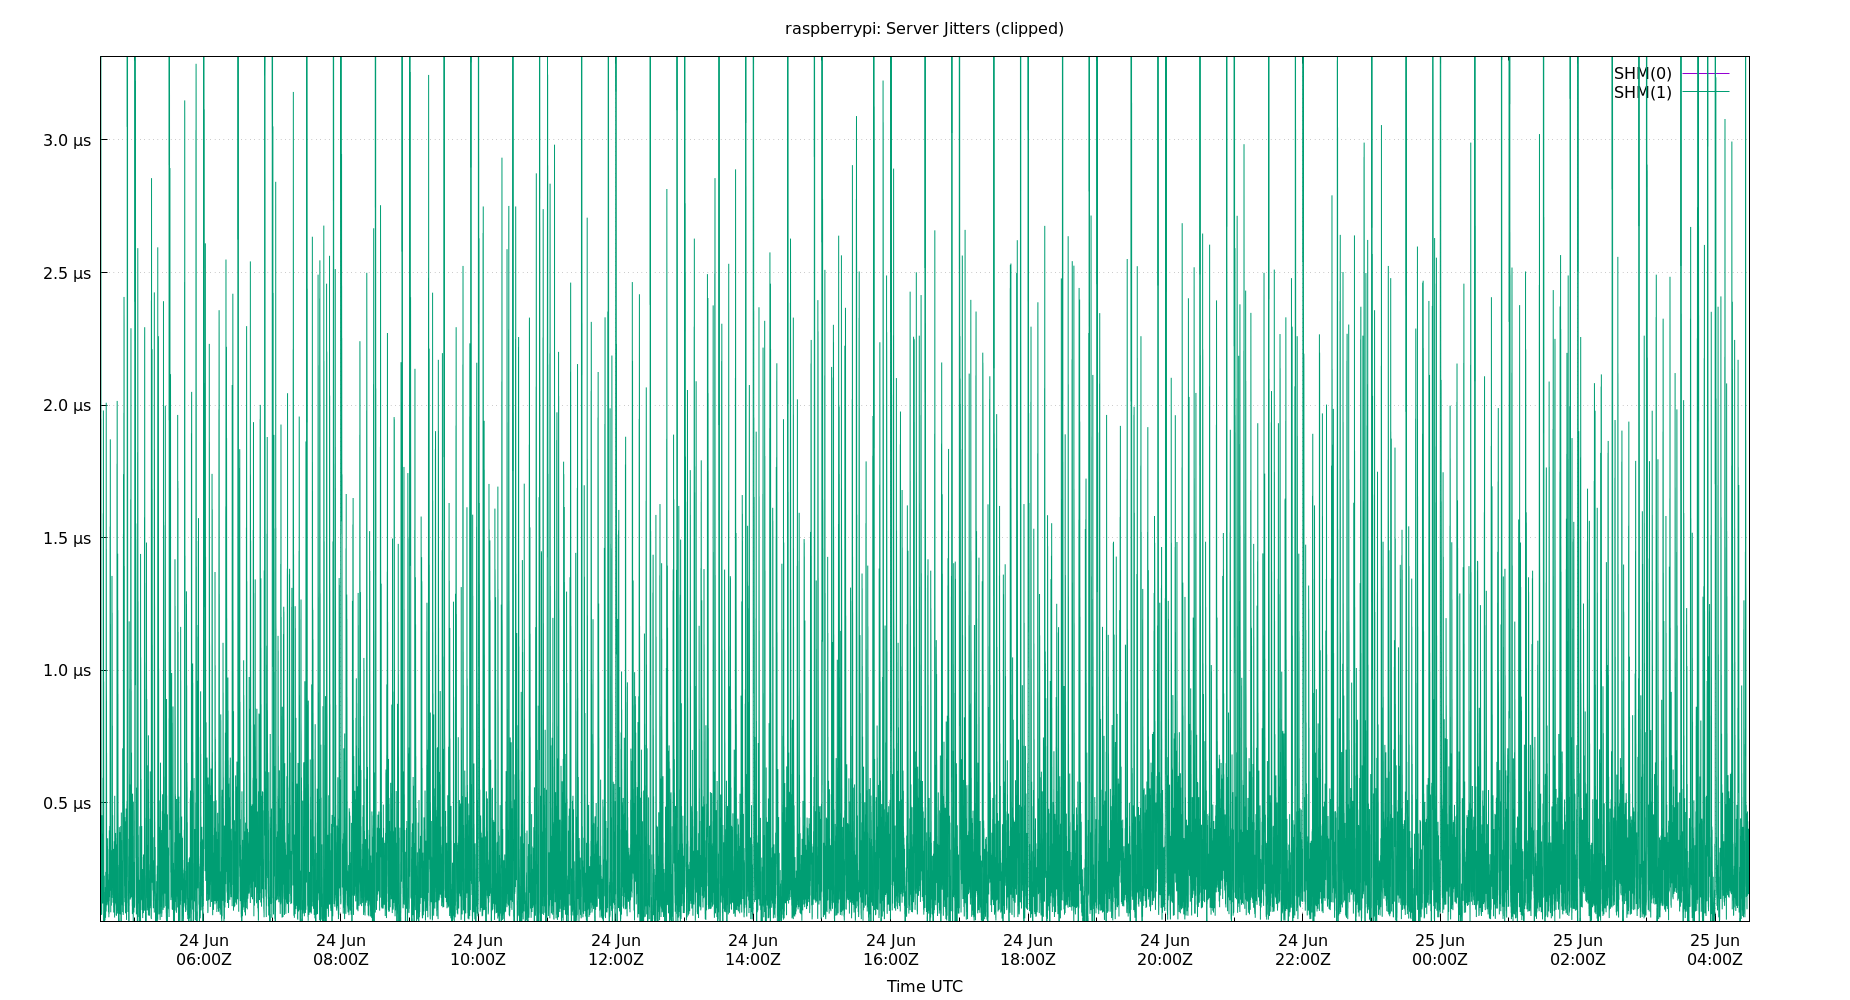 raspberrypi: Server Jitters (clipped)
SHM(0)
SHM(1)
3.0 µs
2.5 µs
2.0 µs
1.5 µs
1.0 µs
0.5 µs
24 Jun 24 Jun 24 Jun 24 Jun 24 Jun 24 Jun 24 Jun 24 Jun 24 Jun 25 Jun 25 Jun 25 Jun
06:00Z 08:00Z 10:00Z 12:00Z 14:00Z 16:00Z 18:00Z 20:00Z 22:00Z 00:00Z 02:00Z 04:00Z
Time UTC